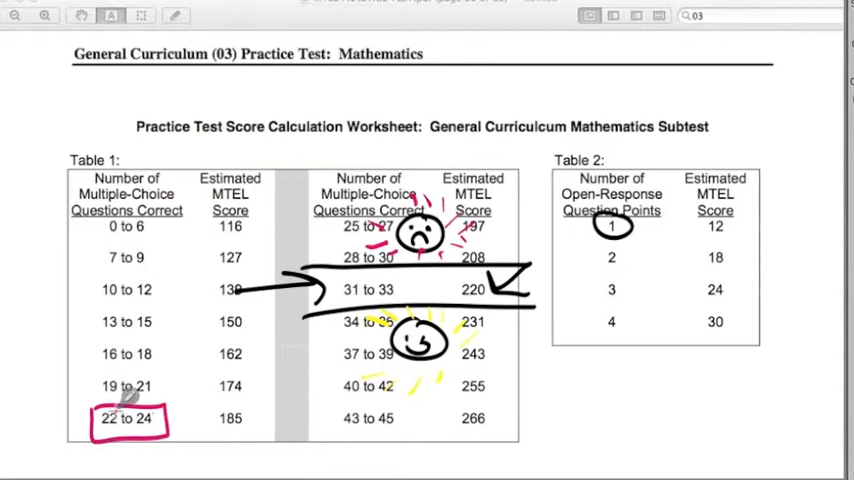 03
General Curriculum (03) Practice Test: Mathematics
Practice Test Score Calculation Worksheet: General Curriculcum Mathematics Subtest
Table 1:
Number of Multiple-Choice Questions Correct Estimated MTEL Score
0 to 6 116
7 to 9 127
10 to 12 139
13 to 15 150
16 to 18 162
19 to 21 174
22 to 24 185
Number of Multiple-Choice Questions Correct Estimated MTEL Score
25 to 27 197
28 to 30 208
31 to 33 220
34 to 36 231
37 to 39 243
40 to 42 255
43 to 45 266
Table 2:
Number of Open-Response Question Points Estimated MTEL Score
1 12
2 18
3 24
4 30